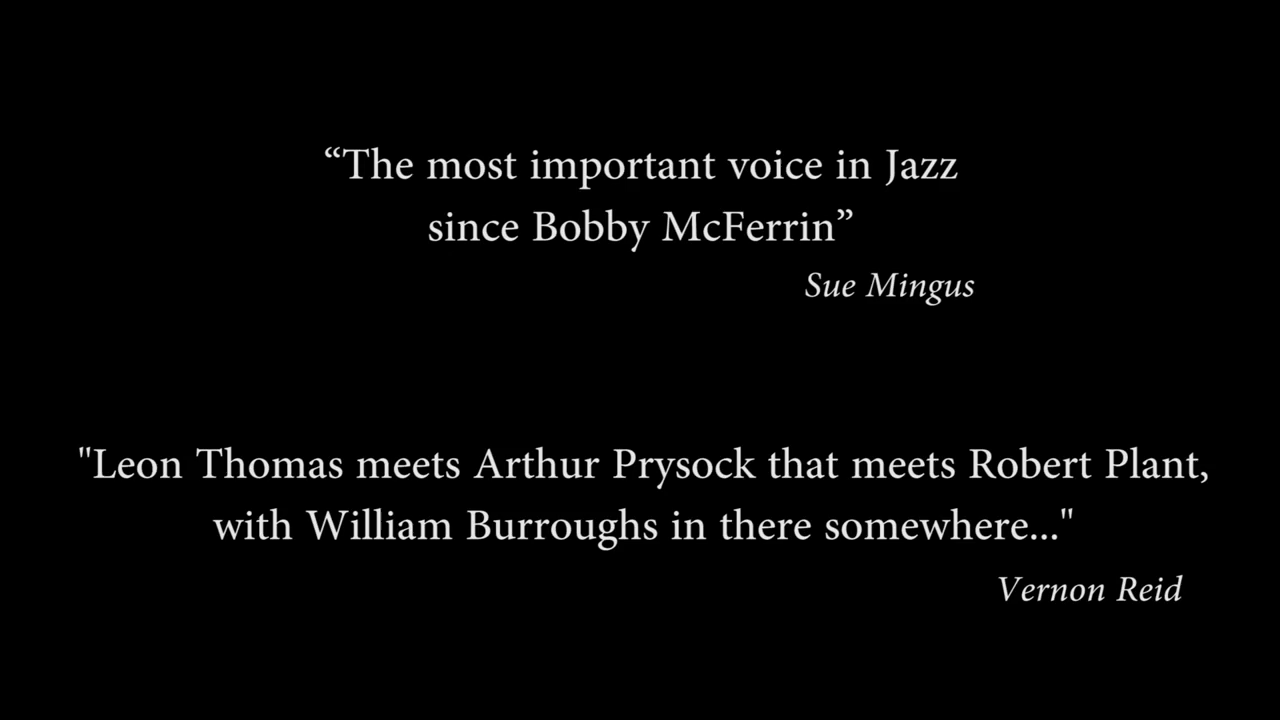 “The most important voice in Jazz
since Bobby McFerrin”
Sue Mingus
"Leon Thomas meets Arthur Prysock that meets Robert Plant,
with William Burroughs in there somewhere..."
Vernon Reid